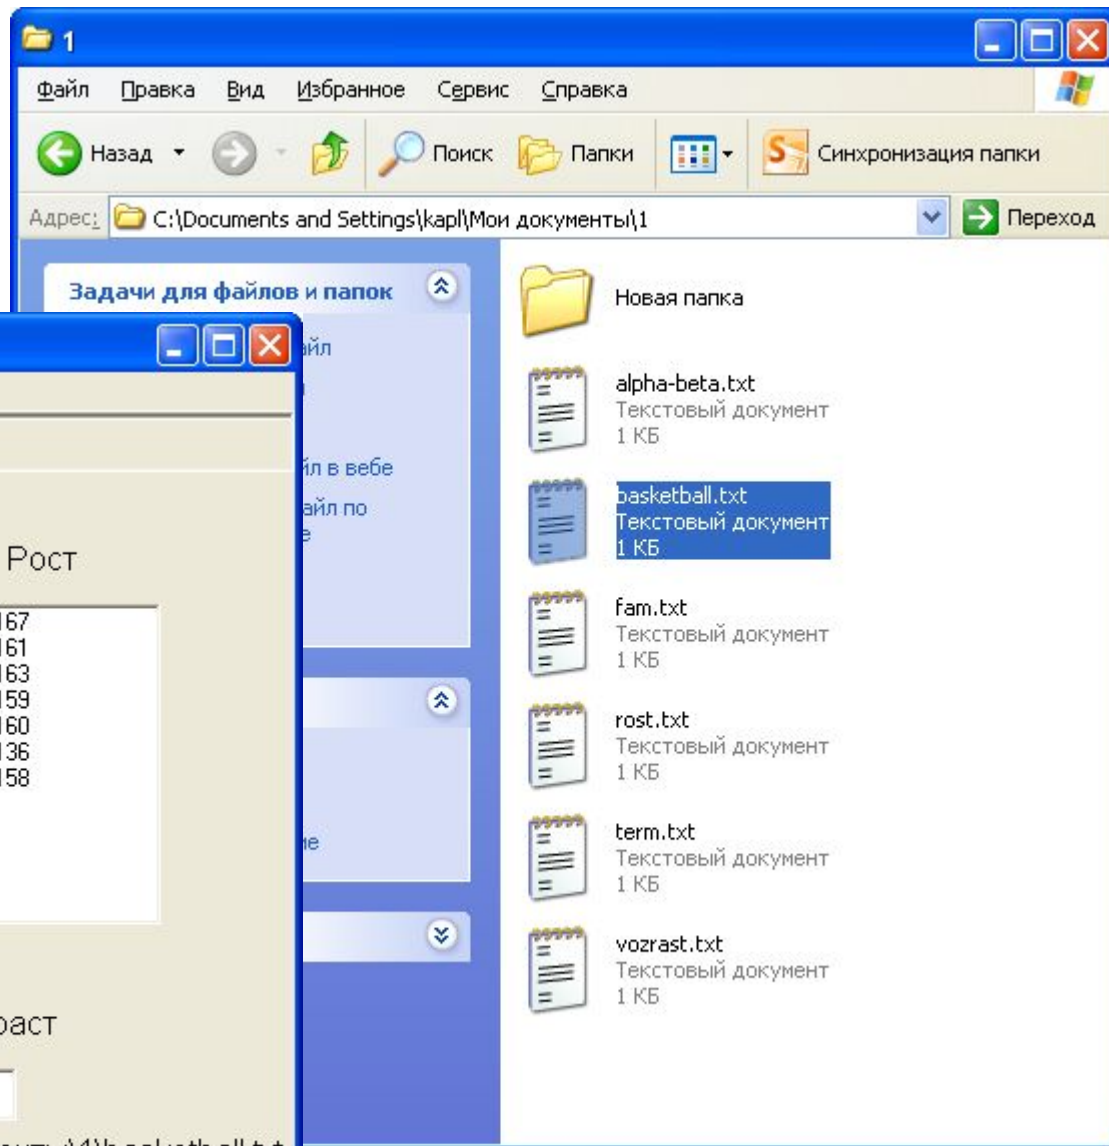 1
Файл Правка Вид Избранное Сервис Справка
Назад Поиск Папки Синхронизация папки
Адрес: C:\Documents and Settings\kapl\Мои документы\1 Переход
Задачи для файлов и папок
йл в вебе
айл по
Рост
167
161
163
159
160
136
158
Новая папка
alpha-beta.txt
Текстовый документ
1 КБ
basketball.txt
Текстовый документ
1 КБ
fam.txt
Текстовый документ
1 КБ
rost.txt
Текстовый документ
1 КБ
term.txt
Текстовый документ
1 КБ
vozrast.txt
Текстовый документ
1 КБ